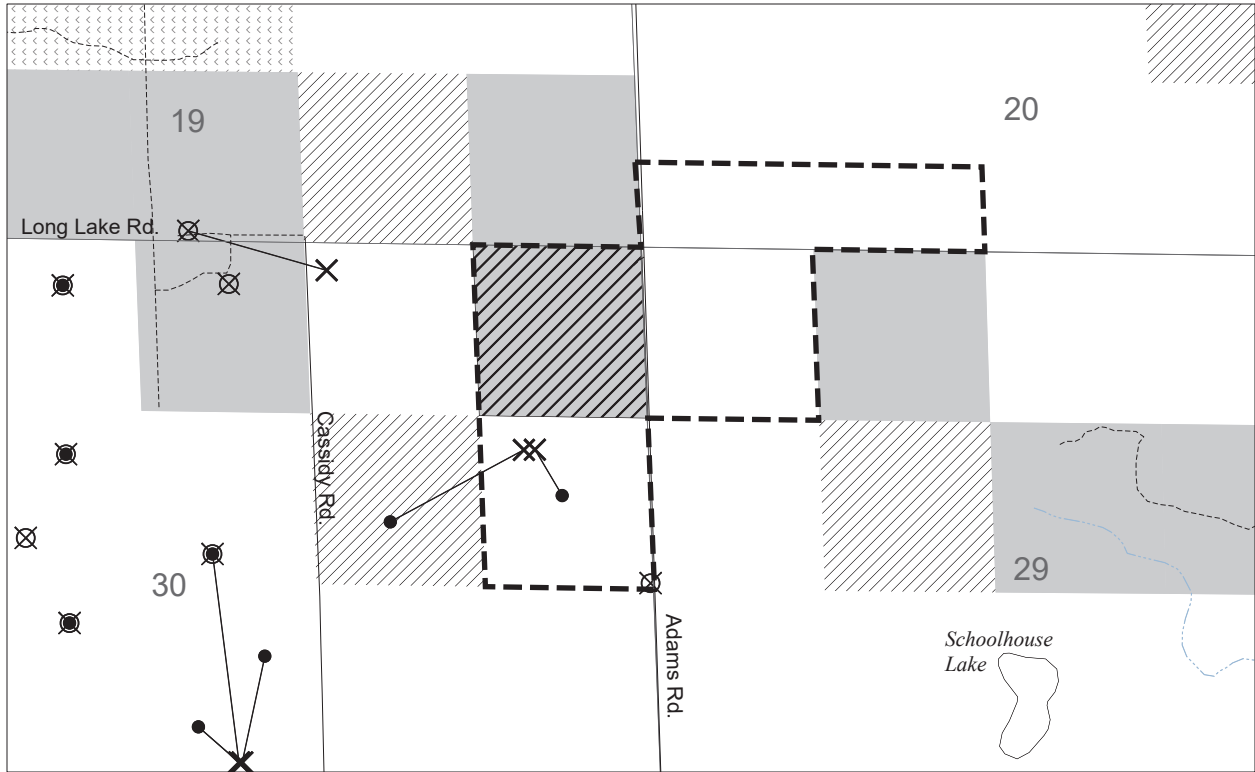 19
20
Long Lake Rd.
Cassidy Rd.
30
29
Adams Rd.
Schoolhouse
Lake